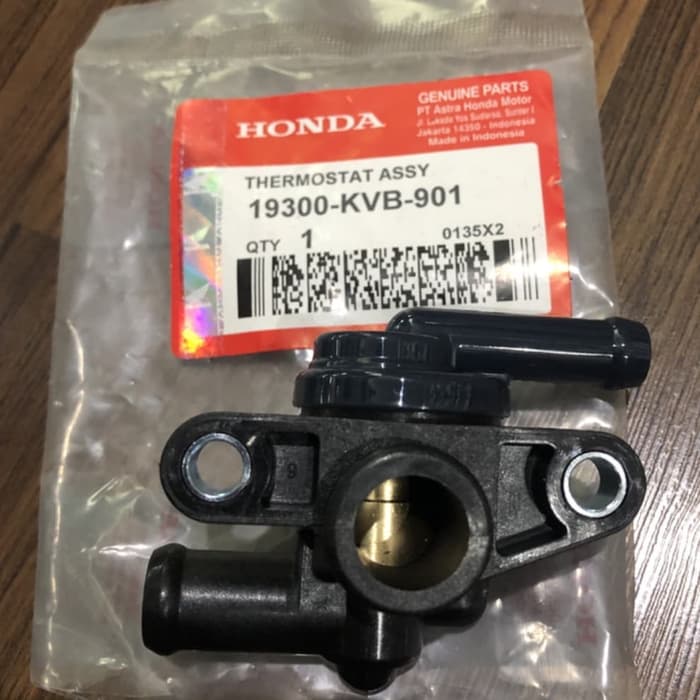 GENUINE PARTS
PT Astra Honda Motor
Jl. Laksda Yos Sudarso, Sunter I
Jakarta 14350 - Indonesia
Made in Indonesia
HONDA
THERMOSTAT ASSY
19300-KVB-901
QTY 1
0135X2
9